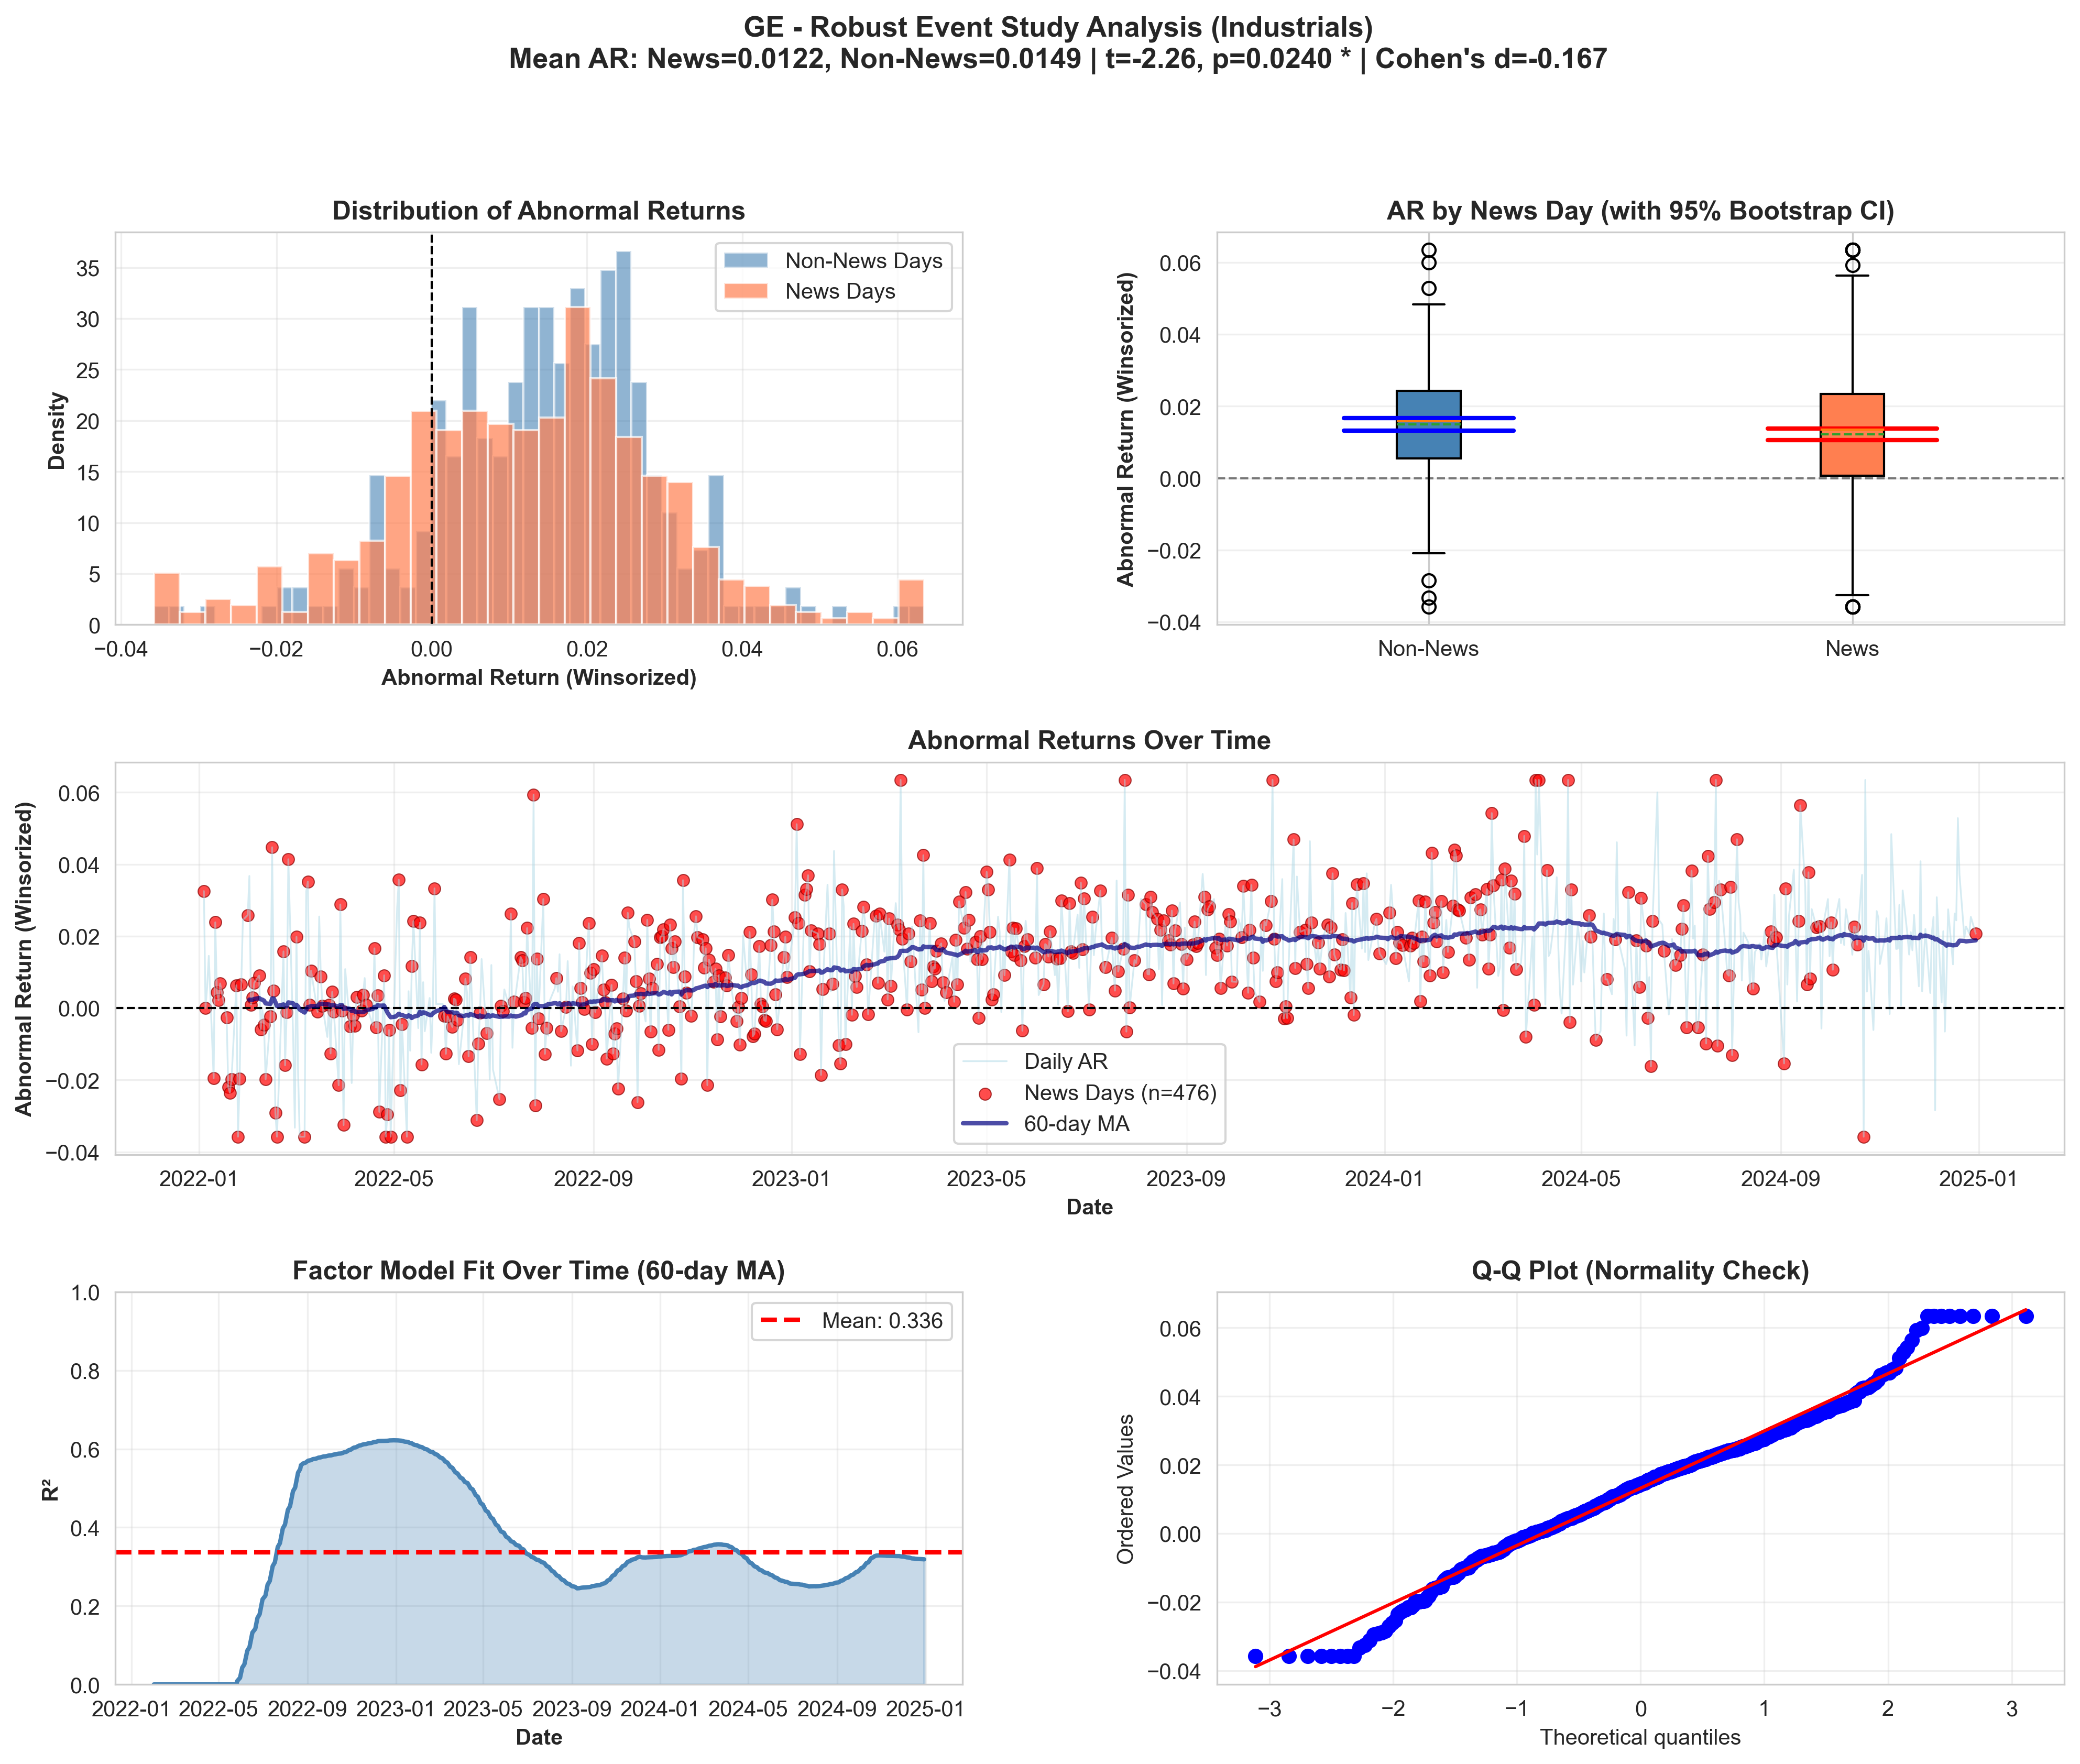 GE - Robust Event Study Analysis (Industrials)
Mean AR: News=0.0122, Non-News=0.0149 | t=-2.26, p=0.0240 * | Cohen's d=-0.167
Distribution of Abnormal Returns
Density
35
30
25
20
15
10
5
0
Non-News Days
News Days
−0.04 −0.02 0.00 0.02 0.04 0.06
Abnormal Return (Winsorized)
AR by News Day (with 95% Bootstrap CI)
Abnormal Return (Winsorized)
0.06
0.04
0.02
0.00
−0.02
−0.04
Non-News News
Abnormal Returns Over Time
Abnormal Return (Winsorized)
0.06
0.04
0.02
0.00
−0.02
−0.04
Daily AR
News Days (n=476)
60-day MA
2022-01 2022-05 2022-09 2023-01 2023-05 2023-09 2024-01 2024-05 2024-09 2025-01
Date
Factor Model Fit Over Time (60-day MA)
R²
1.0
0.8
0.6
0.4
0.2
0.0
Mean: 0.336
2022-01 2022-05 2022-09 2023-01 2023-05 2023-09 2024-01 2024-05 2024-09 2025-01
Date
Q-Q Plot (Normality Check)
Ordered Values
0.06
0.04
0.02
0.00
−0.02
−0.04
−3 −2 −1 0 1 2 3
Theoretical quantiles